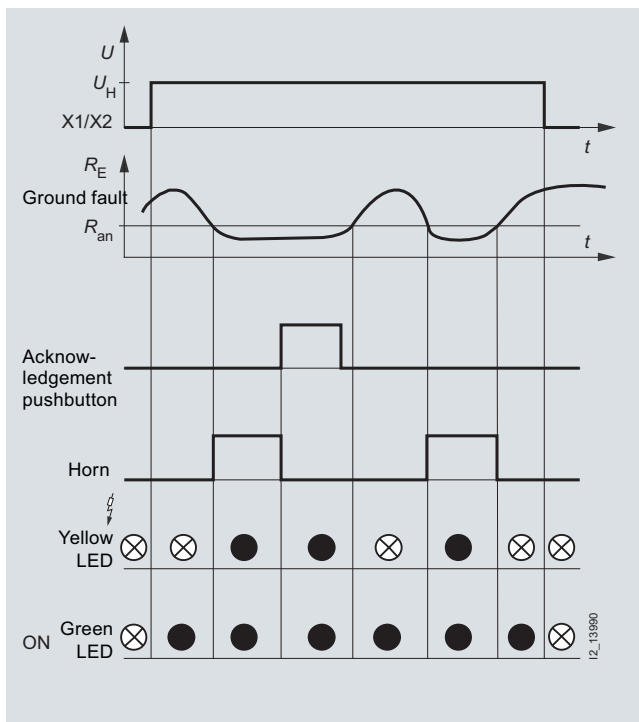 U
U_H
X1/X2
t
R_E
Ground fault
R_an
t
Acknow-
ledgement
pushbutton
Horn
Yellow
LED
ON
Green
LED
I2_13990